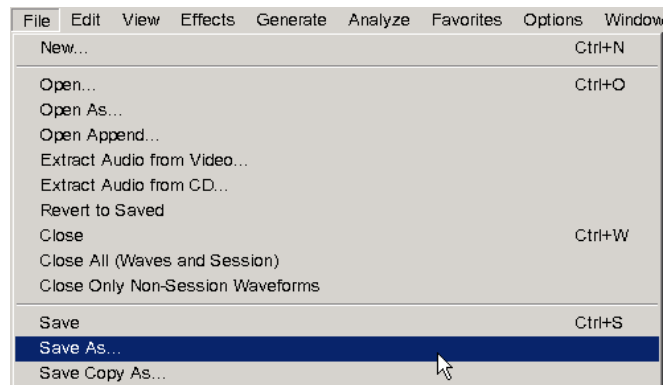 File Edit View Effects Generate Analyze Favorites Options Window
New... Ctrl+N
Open... Ctrl+O
Open As...
Open Append...
Extract Audio from Video...
Extract Audio from CD...
Revert to Saved
Close Ctrl+W
Close All (Waves and Session)
Close Only Non-Session Waveforms
Save Ctrl+S
Save As...
Save Copy As...